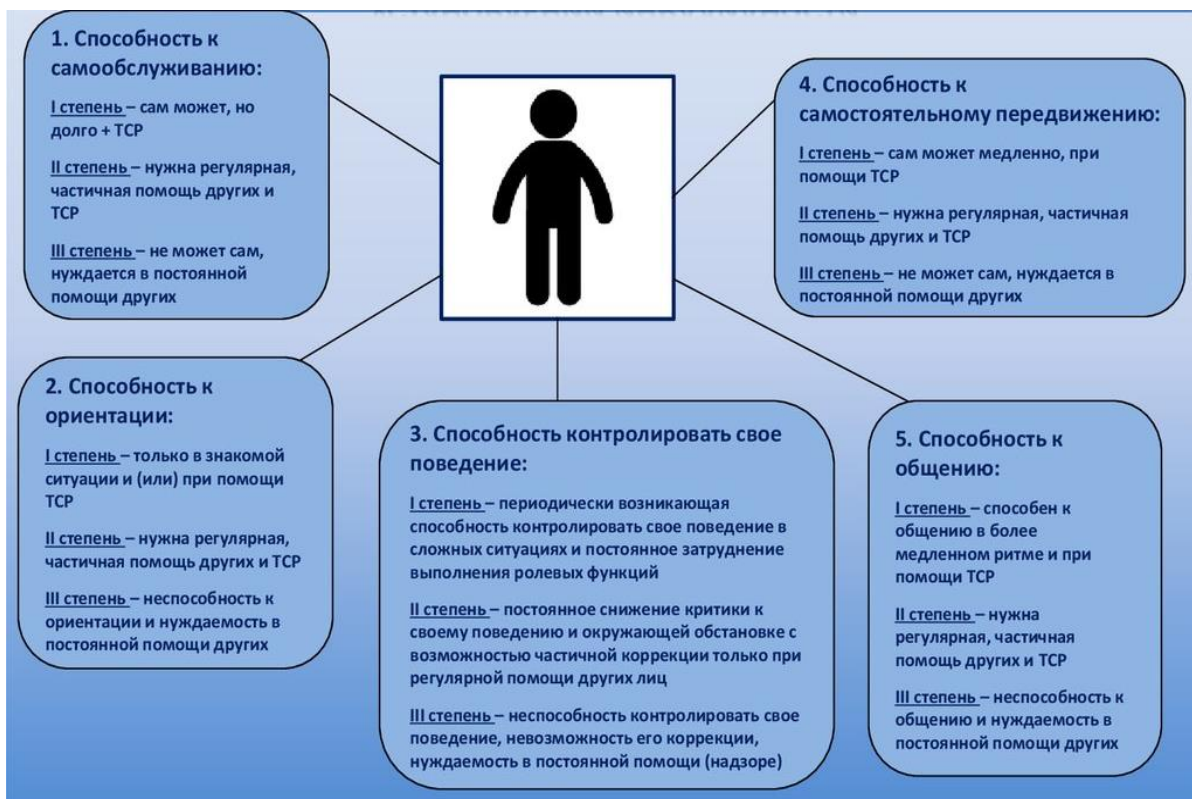 1. Способность к
самообслуживанию:
I степень – сам может, но
долго + ТСР
II степень – нужна регулярная,
частичная помощь других и
ТСР
III степень – не может сам,
нуждается в постоянной
помощи других
2. Способность к
ориентации:
I степень – только в знакомой
ситуации и (или) при помощи
ТСР
II степень – нужна регулярная,
частичная помощь других и ТСР
III степень – неспособность к
ориентации и нуждаемость в
постоянной помощи других
3. Способность контролировать свое
поведение:
I степень – периодически возникающая
способность контролировать свое поведение в
сложных ситуациях и постоянное затруднение
выполнения ролевых функций
II степень – постоянное снижение критики к
своему поведению и окружающей обстановке с
возможностью частичной коррекции только при
регулярной помощи других лиц
III степень – неспособность контролировать свое
поведение, невозможность его коррекции,
нуждаемость в постоянной помощи (надзоре)
4. Способность к
самостоятельному передвижению:
I степень – сам может медленно, при
помощи ТСР
II степень – нужна регулярная, частичная
помощь других и ТСР
III степень – не может сам, нуждается в
постоянной помощи других
5. Способность к
общению:
I степень – способен к
общению в более
медленном ритме и при
помощи ТСР
II степень – нужна
регулярная, частичная
помощь других и ТСР
III степень – неспособность к
общению и нуждаемость в
постоянной помощи других